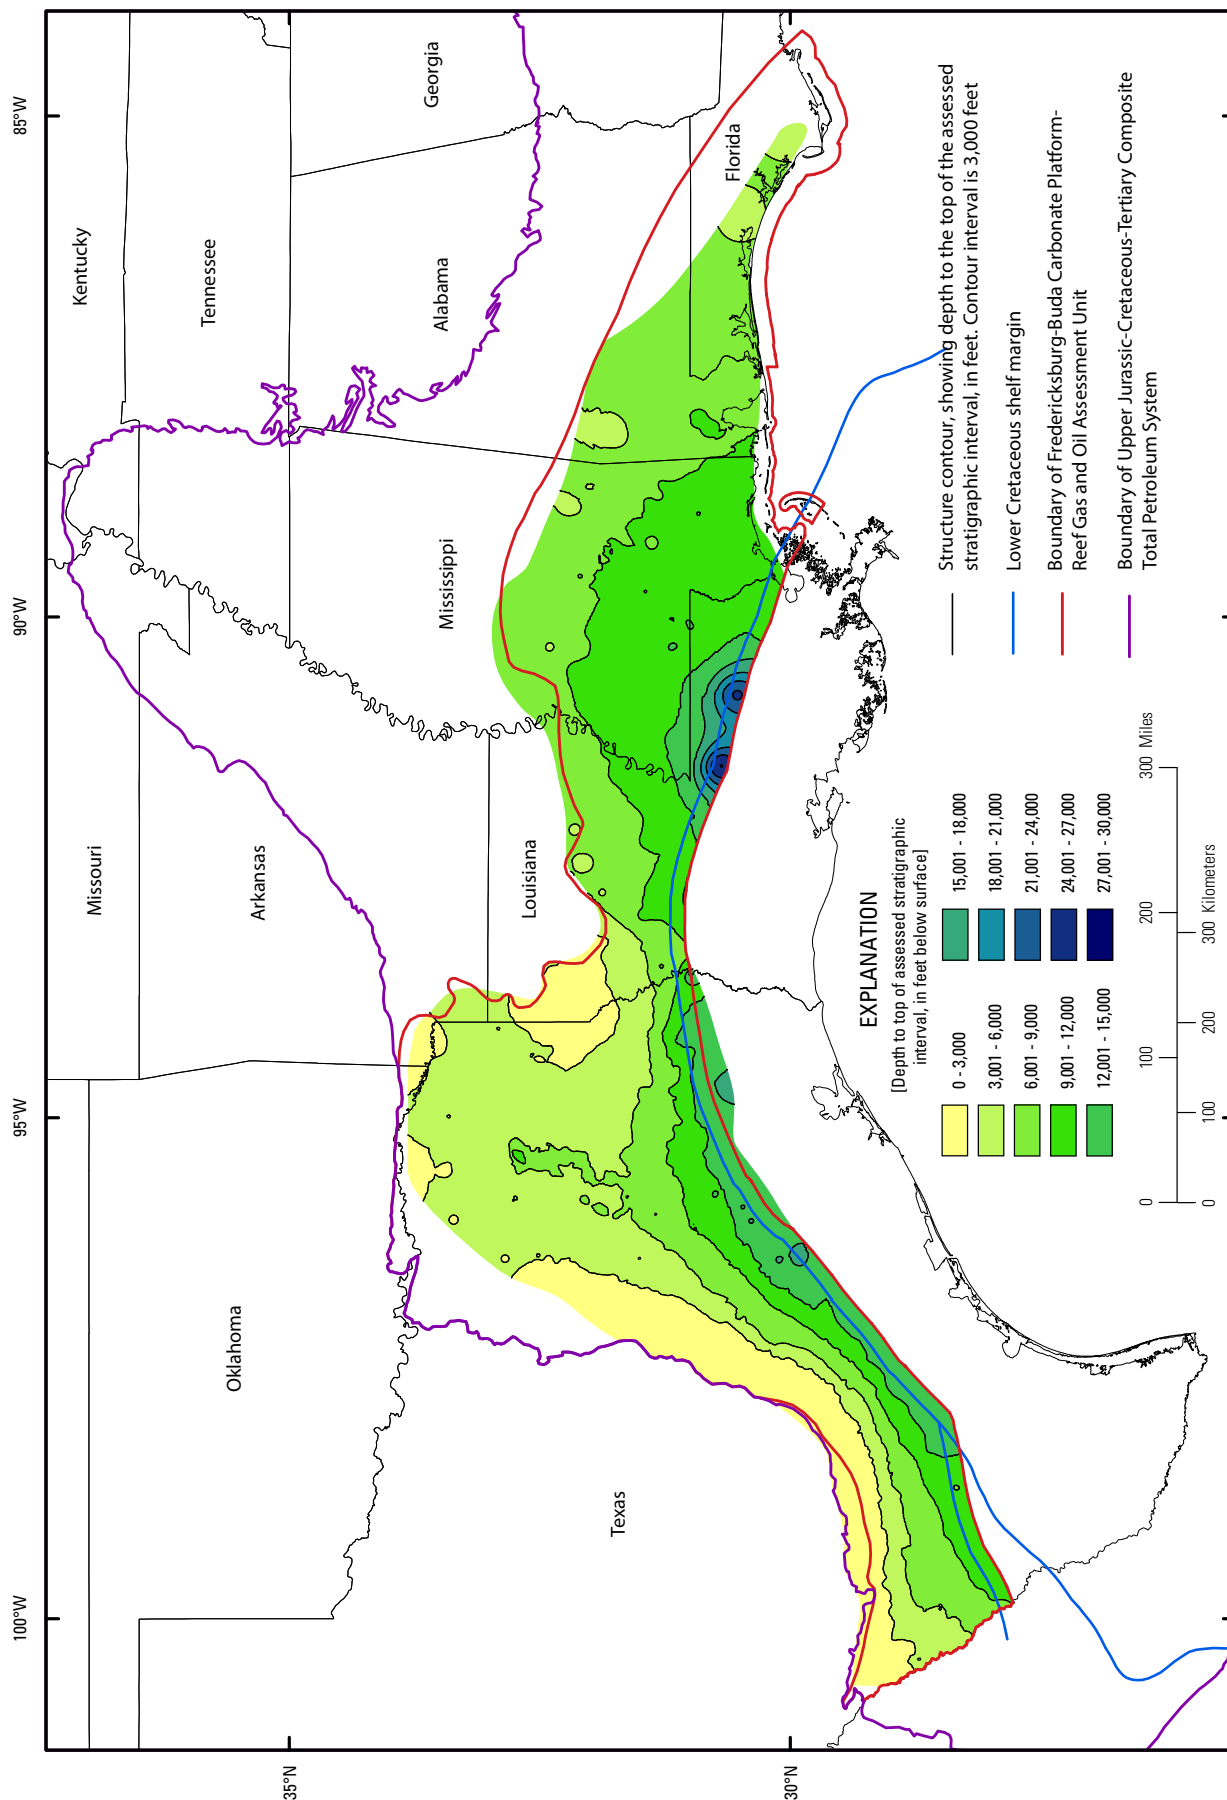 85°W
90°W
95°W
100°W
35°N
30°N
Kentucky
Tennessee
Georgia
Alabama
Florida
Mississippi
Missouri
Arkansas
Louisiana
Oklahoma
Texas
EXPLANATION
[Depth to top of assessed stratigraphic
interval, in feet below surface]
0 - 3,000
3,001 - 6,000
6,001 - 9,000
9,001 - 12,000
12,001 - 15,000
15,001 - 18,000
18,001 - 21,000
21,001 - 24,000
24,001 - 27,000
27,001 - 30,000
0 100 200 300 Miles
0 100 200 300 Kilometers
Structure contour, showing depth to the top of the assessed
stratigraphic interval, in feet. Contour interval is 3,000 feet
Lower Cretaceous shelf margin
Boundary of Fredericksburg-Buda Carbonate Platform-
Reef Gas and Oil Assessment Unit
Boundary of Upper Jurassic-Cretaceous-Tertiary Composite
Total Petroleum System